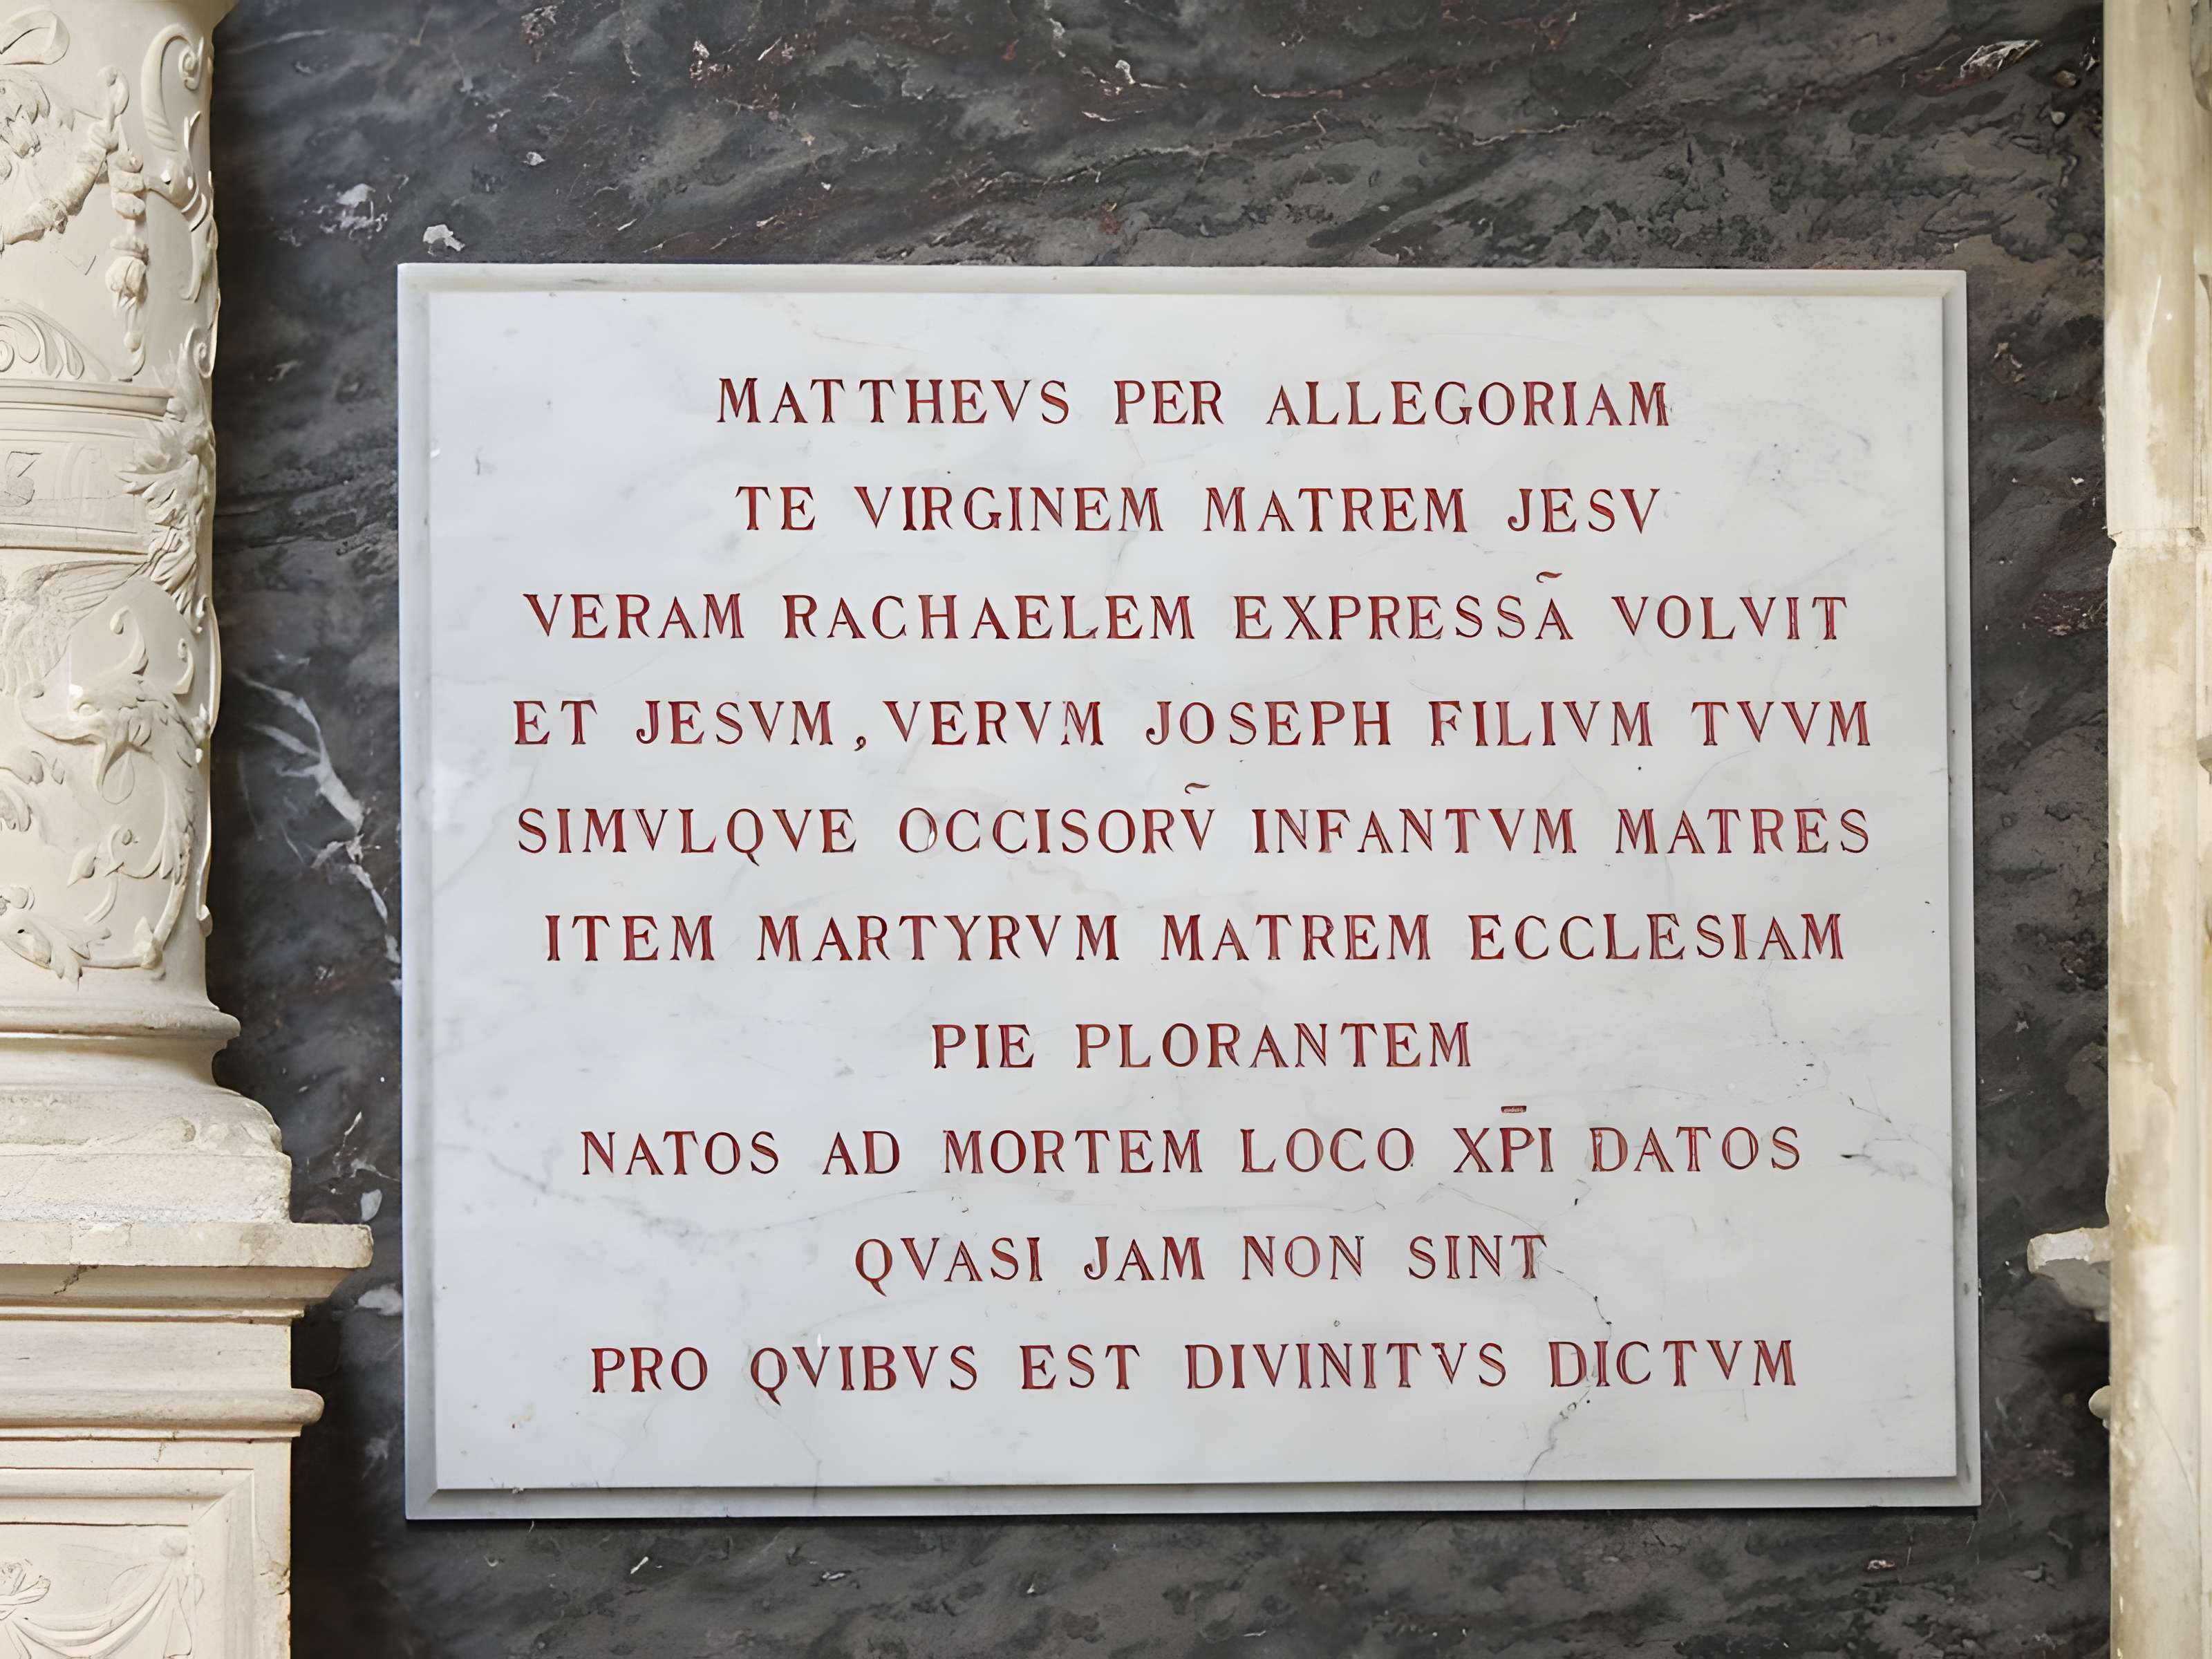 MATTHEVS PER ALLEGORIAM
TE VIRGINEM MATREM JESV
VERAM RACHAELEM EXPRESSÃ VOLVIT
ET JESVM, VERVM JOSEPH FILIVM TVVM
SIMVLQVE OCCISORṼ INFANTVM MATRES
ITEM MARTYRVM MATREM ECCLESIAM
PIE PLORANTEM
NATOS AD MORTEM LOCO XP̄I DATOS
QVASI JAM NON SINT
PRO QVIBVS EST DIVINITVS DICTVM